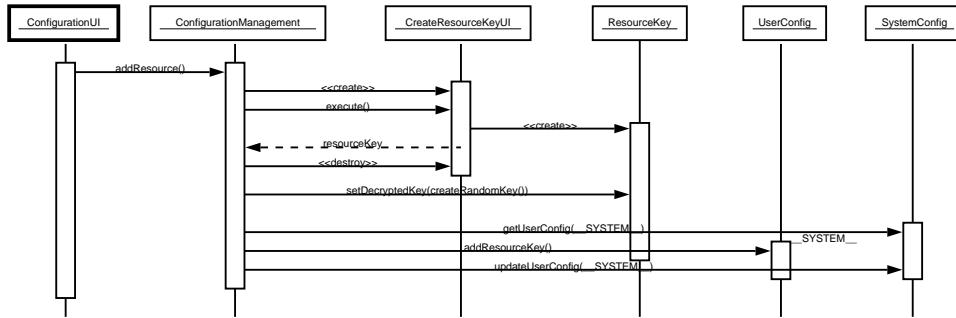 ConfigurationUI
ConfigurationManagement
CreateResourceKeyUI
ResourceKey
UserConfig
SystemConfig
addResource()
<<create>>
execute()
<<create>>
resourceKey
<<destroy>>
setDecryptedKey(createRandomKey())
getUserConfig(__SYSTEM__)
__SYSTEM__
addResourceKey()
updateUserConfig(__SYSTEM__)